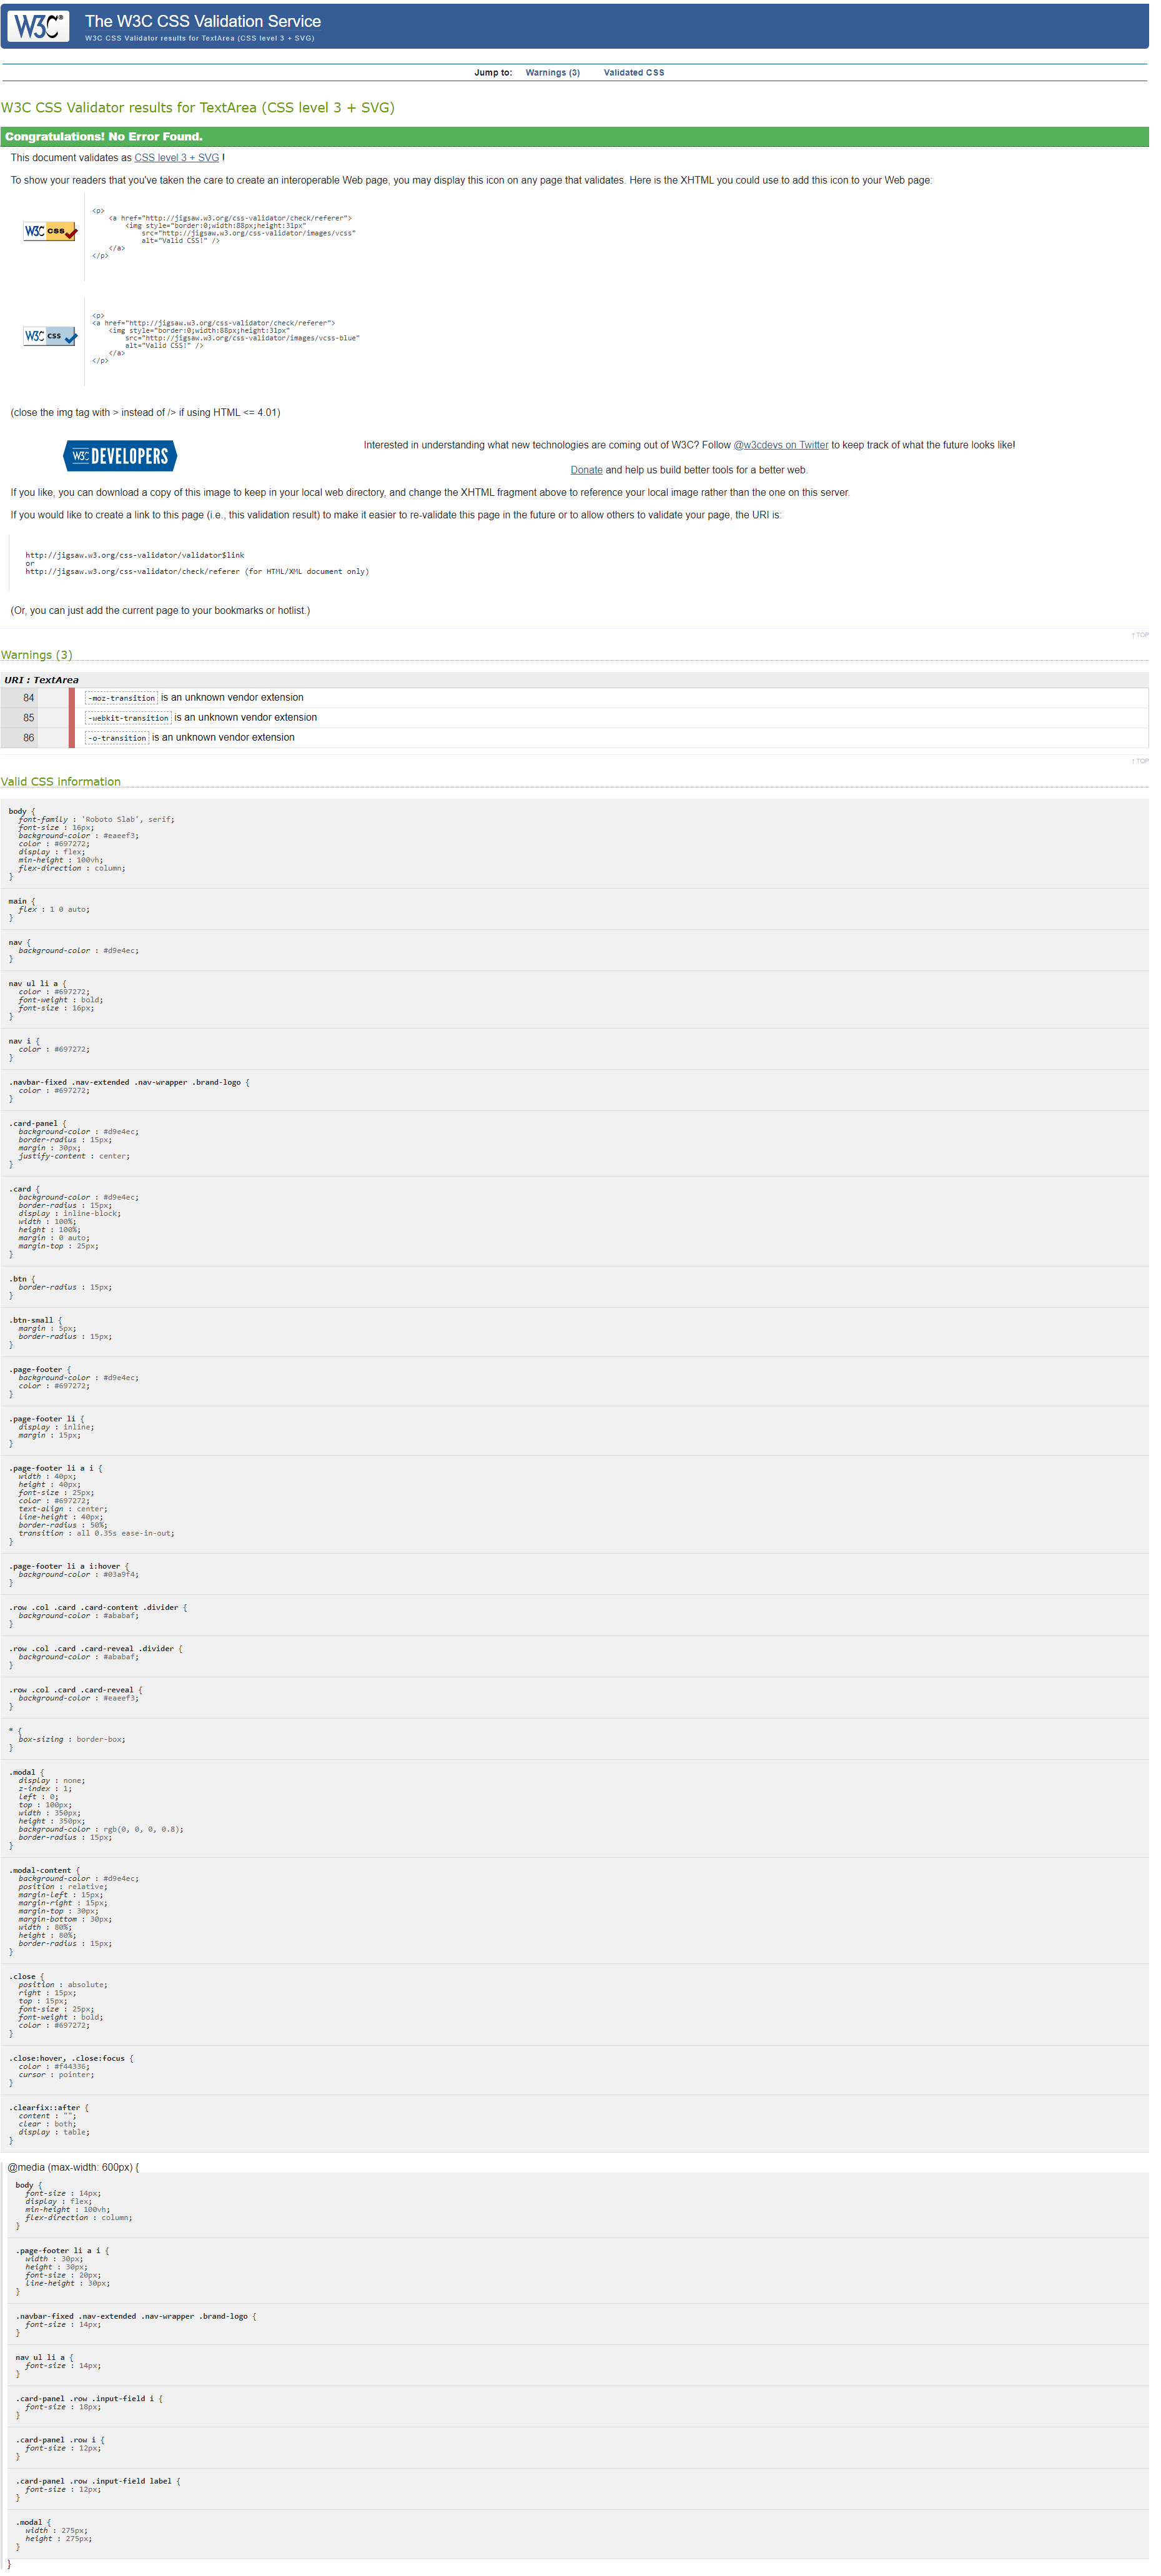 W3C® The W3C CSS Validation Service
W3C CSS Validator results for TextArea (CSS level 3 + SVG)
Jump to: Warnings (3) Validated CSS
W3C CSS Validator results for TextArea (CSS level 3 + SVG)
Congratulations! No Error Found.
This document validates as CSS level 3 + SVG !
To show your readers that you've taken the care to create an interoperable Web page, you may display this icon on any page that validates. Here is the XHTML you could use to add this icon to your Web page:
W3C css
<p>
<a href="http://jigsaw.w3.org/css-validator/check/referer">
<img style="border:0;width:88px;height:31px"
src="http://jigsaw.w3.org/css-validator/images/vcss"
alt="Valid CSS!" />
</a>
</p>
W3C css
<p>
<a href="http://jigsaw.w3.org/css-validator/check/referer">
<img style="border:0;width:88px;height:31px"
src="http://jigsaw.w3.org/css-validator/images/vcss-blue"
alt="Valid CSS!" />
</a>
</p>
(close the img tag with > instead of /> if using HTML <= 4.01)
W3C DEVELOPERS
Interested in understanding what new technologies are coming out of W3C? Follow @w3cdevs on Twitter to keep track of what the future looks like!
Donate and help us build better tools for a better web.
If you like, you can download a copy of this image to keep in your local web directory, and change the XHTML fragment above to reference your local image rather than the one on this server.
If you would like to create a link to this page (i.e., this validation result) to make it easier to re-validate this page in the future or to allow others to validate your page, the URI is:
http://jigsaw.w3.org/css-validator/validator$link
or
http://jigsaw.w3.org/css-validator/check/referer (for HTML/XML document only)
(Or, you can just add the current page to your bookmarks or hotlist.)
↑ TOP
Warnings (3)
URI : TextArea
84 -moz-transition is an unknown vendor extension
85 -webkit-transition is an unknown vendor extension
86 -o-transition is an unknown vendor extension
↑ TOP
Valid CSS information
body {
font-family : 'Roboto Slab', serif;
font-size : 16px;
background-color : #eaeef3;
color : #697272;
display : flex;
min-height : 100vh;
flex-direction : column;
}
main {
flex : 1 0 auto;
}
nav {
background-color : #d9e4ec;
}
nav ul li a {
color : #697272;
font-weight : bold;
font-size : 16px;
}
nav i {
color : #697272;
}
.navbar-fixed .nav-extended .nav-wrapper .brand-logo {
color : #697272;
}
.card-panel {
background-color : #d9e4ec;
border-radius : 15px;
margin : 30px;
justify-content : center;
}
.card {
background-color : #d9e4ec;
border-radius : 15px;
display : inline-block;
width : 100%;
height : 100%;
margin : 0 auto;
margin-top : 25px;
}
.btn {
border-radius : 15px;
}
.btn-small {
margin : 5px;
border-radius : 15px;
}
.page-footer {
background-color : #d9e4ec;
color : #697272;
}
.page-footer li {
display : inline;
margin : 15px;
}
.page-footer li a i {
width : 40px;
height : 40px;
font-size : 25px;
color : #697272;
text-align : center;
line-height : 40px;
border-radius : 50%;
transition : all 0.35s ease-in-out;
}
.page-footer li a i:hover {
background-color : #03a9f4;
}
.row .col .card .card-content .divider {
background-color : #ababaf;
}
.row .col .card .card-reveal .divider {
background-color : #ababaf;
}
.row .col .card .card-reveal {
background-color : #eaeef3;
}
* {
box-sizing : border-box;
}
.modal {
display : none;
z-index : 1;
left : 0;
top : 100px;
width : 350px;
height : 350px;
background-color : rgb(0, 0, 0, 0.8);
border-radius : 15px;
}
.modal-content {
background-color : #d9e4ec;
position : relative;
margin-left : 15px;
margin-right : 15px;
margin-top : 30px;
margin-bottom : 30px;
width : 80%;
height : 80%;
border-radius : 15px;
}
.close {
position : absolute;
right : 15px;
top : 15px;
font-size : 25px;
font-weight : bold;
color : #697272;
}
.close:hover, .close:focus {
color : #f44336;
cursor : pointer;
}
.clearfix::after {
content : "";
clear : both;
display : table;
}
@media (max-width: 600px) {
body {
font-size : 14px;
display : flex;
min-height : 100vh;
flex-direction : column;
}
.page-footer li a i {
width : 30px;
height : 30px;
font-size : 20px;
line-height : 30px;
}
.navbar-fixed .nav-extended .nav-wrapper .brand-logo {
font-size : 14px;
}
nav ul li a {
font-size : 14px;
}
.card-panel .row .input-field i {
font-size : 18px;
}
.card-panel .row i {
font-size : 12px;
}
.card-panel .row .input-field label {
font-size : 12px;
}
.modal {
width : 275px;
height : 275px;
}
}